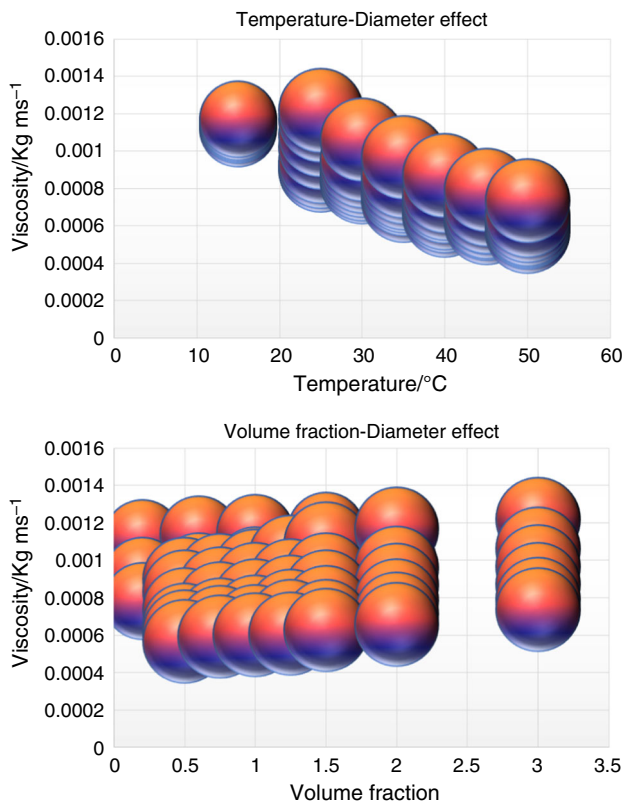 Temperature-Diameter effect
0.0016
0.0014
0.0012
0.001
0.0008
0.0006
0.0004
0.0002
0
Viscosity/Kg ms⁻¹
0 10 20 30 40 50 60
Temperature/°C
Volume fraction-Diameter effect
0.0016
0.0014
0.0012
0.001
0.0008
0.0006
0.0004
0.0002
0
Viscosity/Kg ms⁻¹
0 0.5 1 1.5 2 2.5 3 3.5
Volume fraction